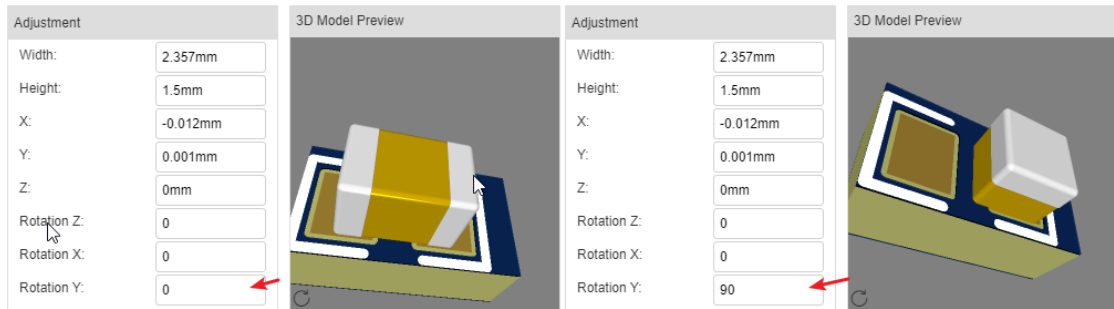 Adjustment
Width: 2.357mm
Height: 1.5mm
X: -0.012mm
Y: 0.001mm
Z: 0mm
Rotation Z: 0
Rotation X: 0
Rotation Y: 0
3D Model Preview
Adjustment
Width: 2.357mm
Height: 1.5mm
X: -0.012mm
Y: 0.001mm
Z: 0mm
Rotation Z: 0
Rotation X: 0
Rotation Y: 90
3D Model Preview